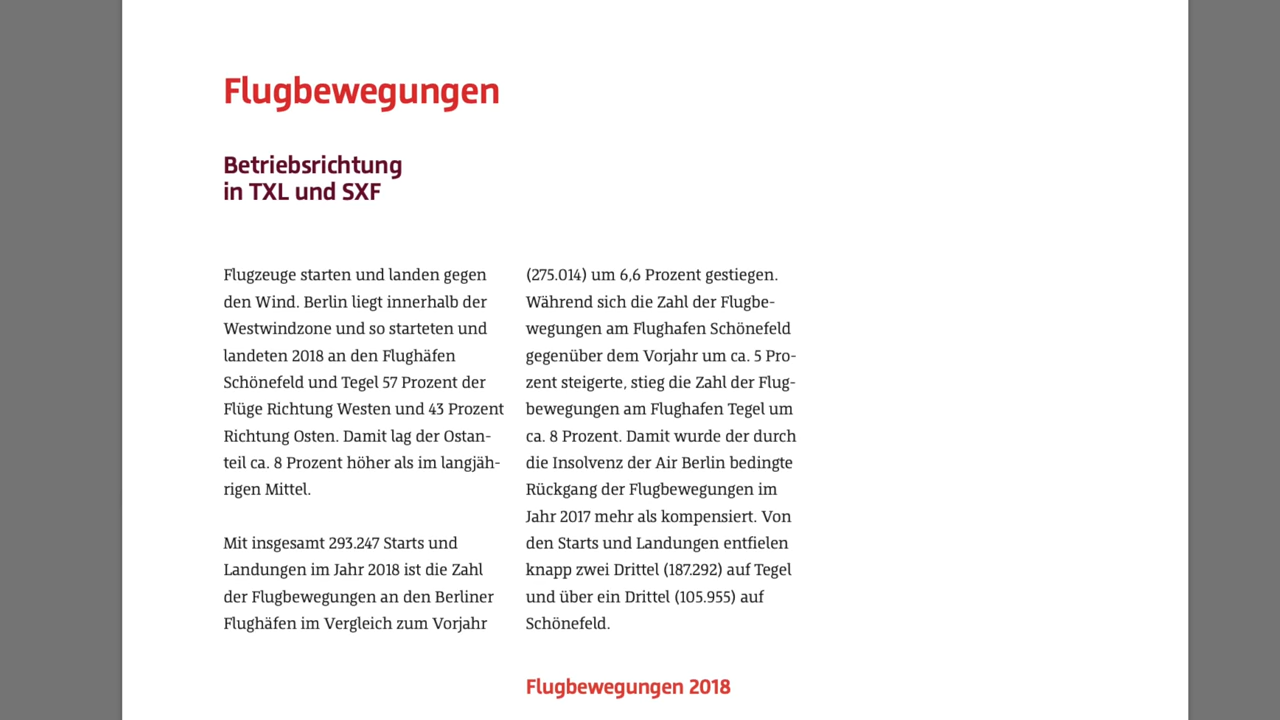 Flugbewegungen
Betriebsrichtung
in TXL und SXF
Flugzeuge starten und landen gegen
den Wind. Berlin liegt innerhalb der
Westwindzone und so starteten und
landeten 2018 an den Flughäfen
Schönefeld und Tegel 57 Prozent der
Flüge Richtung Westen und 43 Prozent
Richtung Osten. Damit lag der Ostan-
teil ca. 8 Prozent höher als im langjäh-
rigen Mittel.
Mit insgesamt 293.247 Starts und
Landungen im Jahr 2018 ist die Zahl
der Flugbewegungen an den Berliner
Flughäfen im Vergleich zum Vorjahr
(275.014) um 6,6 Prozent gestiegen.
Während sich die Zahl der Flugbe-
wegungen am Flughafen Schönefeld
gegenüber dem Vorjahr um ca. 5 Pro-
zent steigerte, stieg die Zahl der Flug-
bewegungen am Flughafen Tegel um
ca. 8 Prozent. Damit wurde der durch
die Insolvenz der Air Berlin bedingte
Rückgang der Flugbewegungen im
Jahr 2017 mehr als kompensiert. Von
den Starts und Landungen entfielen
knapp zwei Drittel (187.292) auf Tegel
und über ein Drittel (105.955) auf
Schönefeld.
Flugbewegungen 2018